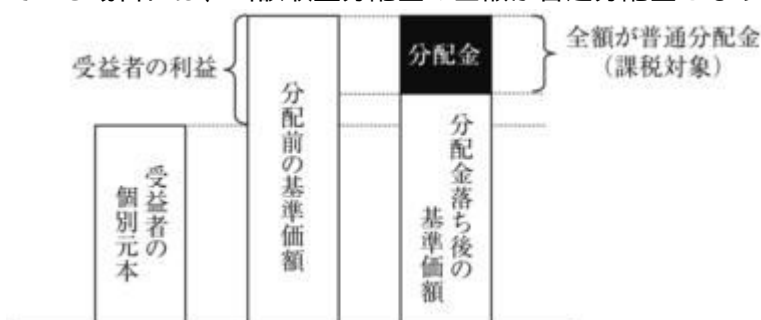 受益者の利益
分配金
全額が普通分配金
（課税対象）
受益者の
個別元本
分配前の基準価額
分配金落ち後の
基準価額